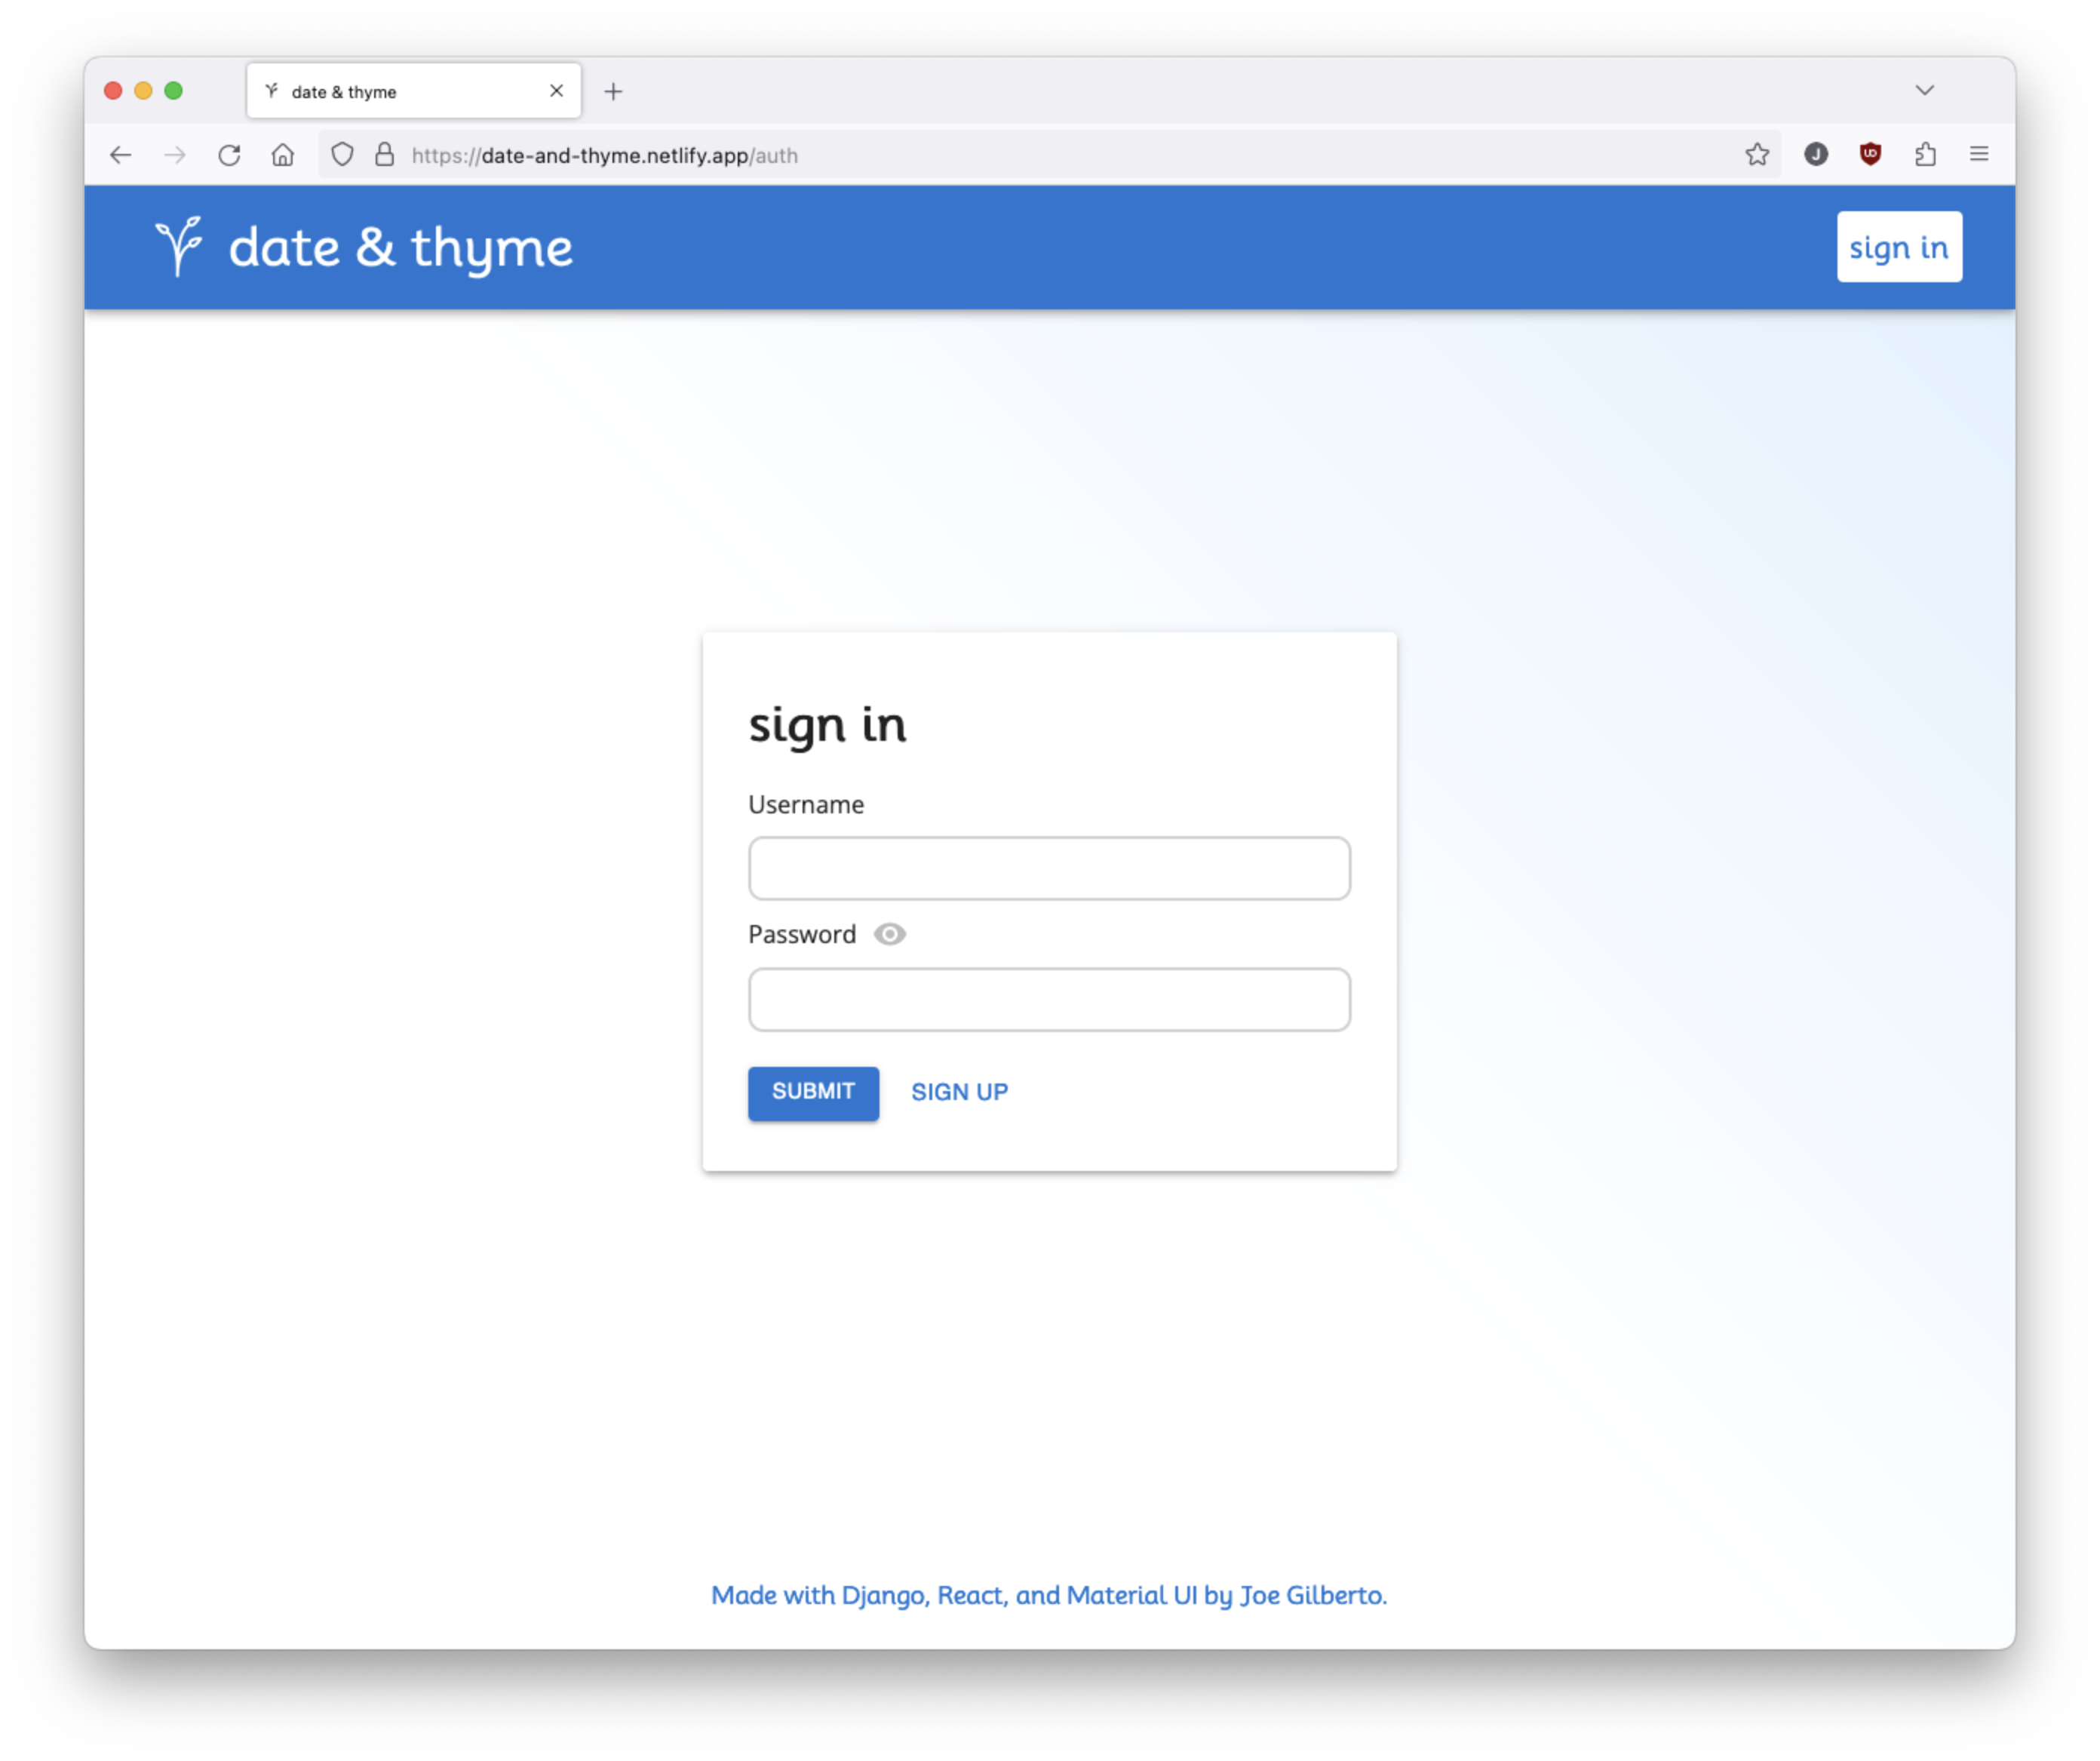 date & thyme
https://date-and-thyme.netlify.app/auth
J
UO
date & thyme
sign in
sign in
Username
Password
SUBMIT SIGN UP
Made with Django, React, and Material UI by Joe Gilberto.